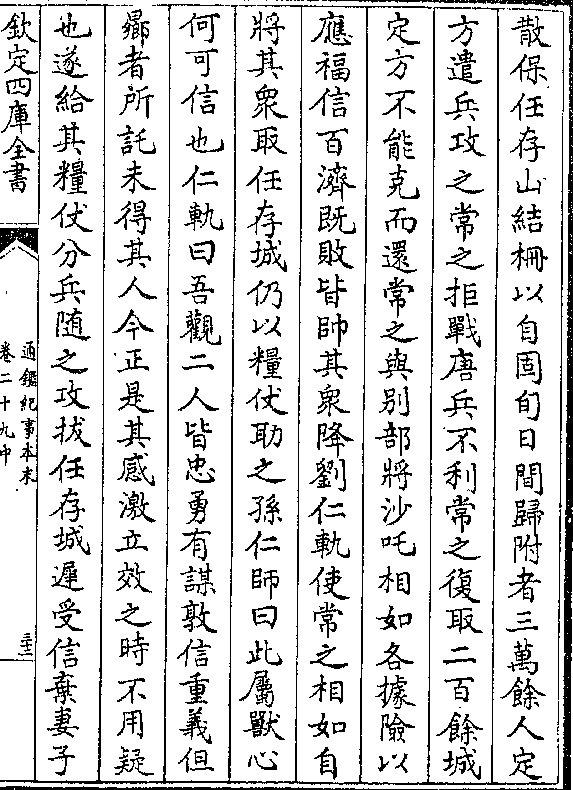 散保任存山結柵以自固旬日間歸附者三萬餘人定
方遣兵攻之常之拒戰唐兵不利常之復取二百餘城
定方不能克而還常之與别部將沙吒相如各據險以
應福信百濟既敗皆帥其衆降劉仁軌使常之相如自
將其衆取任存城仍以糧仗助之孫仁師曰此屬獸心
何可信也仁軌曰吾觀二人皆忠勇有謀敦信重義但
曏者所託未得其人今正是其感激立效之時不用疑
也遂給其糧仗分兵随之攻拔任存城遲受信棄妻子
欽定四庫全書
通鑑紀事本末
卷二十九中
三十二